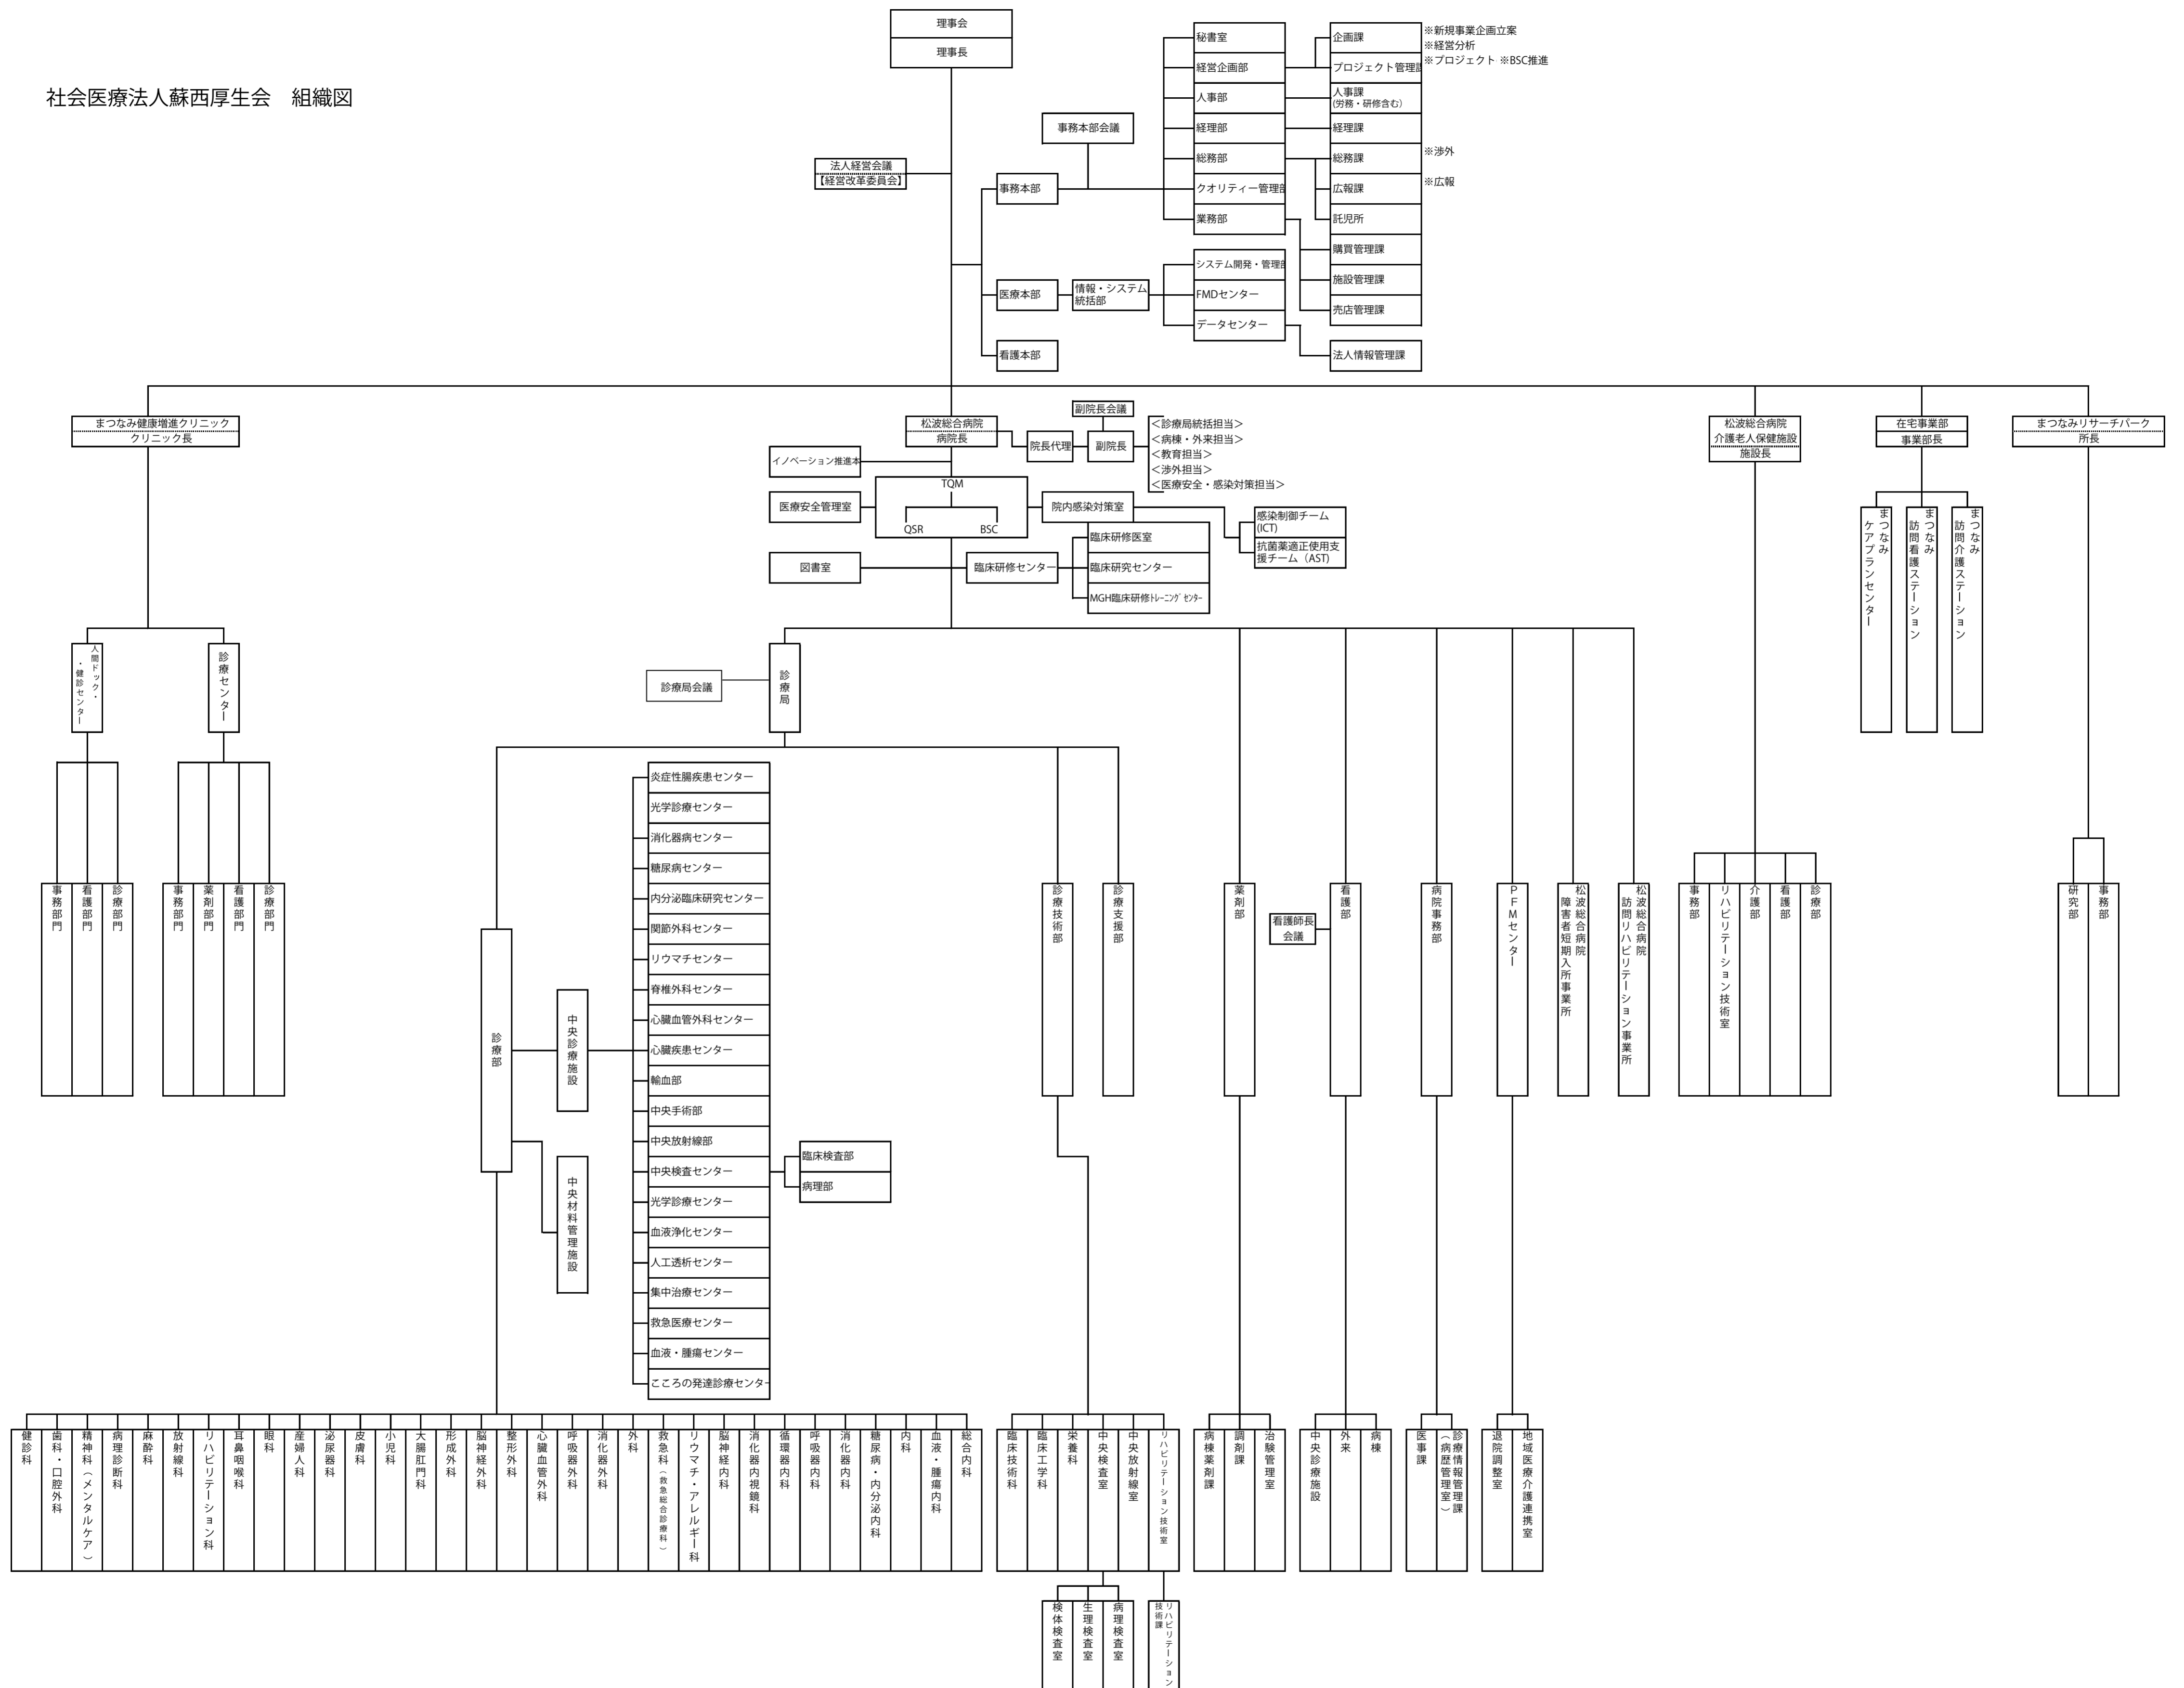 社会医療法人蘇西厚生会　組織図
理事会
理事長
法人経営会議
【経営改革委員会】
事務本部会議
事務本部
秘書室
経営企画部
人事部
経理部
総務部
クオリティー管理部
業務部
企画課
プロジェクト管理課
人事課
(労務・研修含む)
経理課
総務課
広報課
託児所
購買管理課
施設管理課
売店管理課
※新規事業企画立案
※経営分析
※プロジェクト ※BSC推進
※渉外
※広報
医療本部
情報・システム
統括部
システム開発・管理部
FMDセンター
データセンター
法人情報管理課
看護本部
まつなみ健康増進クリニック
クリニック長
松波総合病院
病院長
院長代理
副院長会議
副院長
＜診療局統括担当＞
＜病棟・外来担当＞
＜教育担当＞
＜渉外担当＞
＜医療安全・感染対策担当＞
松波総合病院
介護老人保健施設
施設長
在宅事業部
事業部長
まつなみリサーチパーク
所長
イノベーション推進本
医療安全管理室
TQM
QSR
BSC
院内感染対策室
感染制御チーム
(ICT)
抗菌薬適正使用支
援チーム（AST)
図書室
臨床研修センター
臨床研修医室
臨床研究センター
MGH臨床研修ﾄﾚｰﾆﾝｸﾞｾﾝﾀｰ
まつなみ
ケアプランセンター
まつなみ
訪問看護ステーション
まつなみ
訪問介護ステーション
人間ドック・
・健診センター
診療センター
診療局会議
診療局
炎症性腸疾患センター
光学診療センター
消化器病センター
糖尿病センター
内分泌臨床研究センター
関節外科センター
リウマチセンター
脊椎外科センター
心臓血管外科センター
心臓疾患センター
輸血部
中央手術部
中央放射線部
中央検査センター
光学診療センター
血液浄化センター
人工透析センター
集中治療センター
救急医療センター
血液・腫瘍センター
こころの発達診療センター
臨床検査部
病理部
事務部門
看護部門
診療部門
事務部門
薬剤部門
看護部門
診療部門
診療部
中央診療施設
中央材料管理施設
診療技術部
診療支援部
薬剤部
看護師長
会議
看護部
病院事務部
ＰＦＭセンター
松波総合病院
障害者短期入所事業所
松波総合病院
訪問リハビリテーション事業所
事務部
リハビリテーション技術室
介護部
看護部
診療部
研究部
事務部
健診科
歯科・口腔外科
精神科（メンタルケア）
病理診断科
麻酔科
放射線科
リハビリテーション科
耳鼻咽喉科
眼科
産婦人科
泌尿器科
皮膚科
小児科
大腸肛門科
形成外科
脳神経外科
整形外科
心臓血管外科
呼吸器外科
消化器外科
外科
救急科（救急総合診療科）
リウマチ・アレルギー科
脳神経内科
消化器内視鏡科
循環器内科
呼吸器内科
消化器内科
糖尿病・内分泌内科
内科
血液・腫瘍内科
総合内科
臨床技術科
臨床工学科
栄養科
中央検査室
中央放射線室
リハビリテーション技術室
病棟薬剤課
調剤課
治験管理室
中央診療施設
外来
病棟
医事課
診療情報管理課
（病歴管理室）
退院調整室
地域医療介護連携室
検体検査室
生理検査室
病理検査室
リハビリテーション
技術課